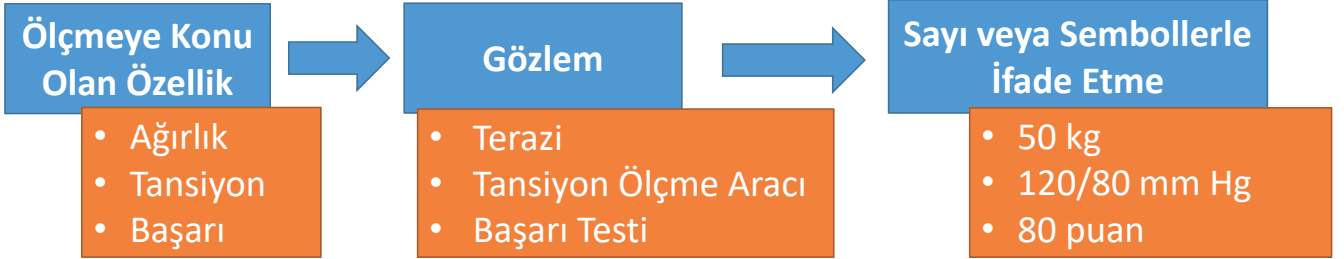 Ölçmeye Konu
Olan Özellik
• Ağırlık
• Tansiyon
• Başarı
Gözlem
• Terazi
• Tansiyon Ölçme Aracı
• Başarı Testi
Sayı veya Sembollerle
İfade Etme
• 50 kg
• 120/80 mm Hg
• 80 puan